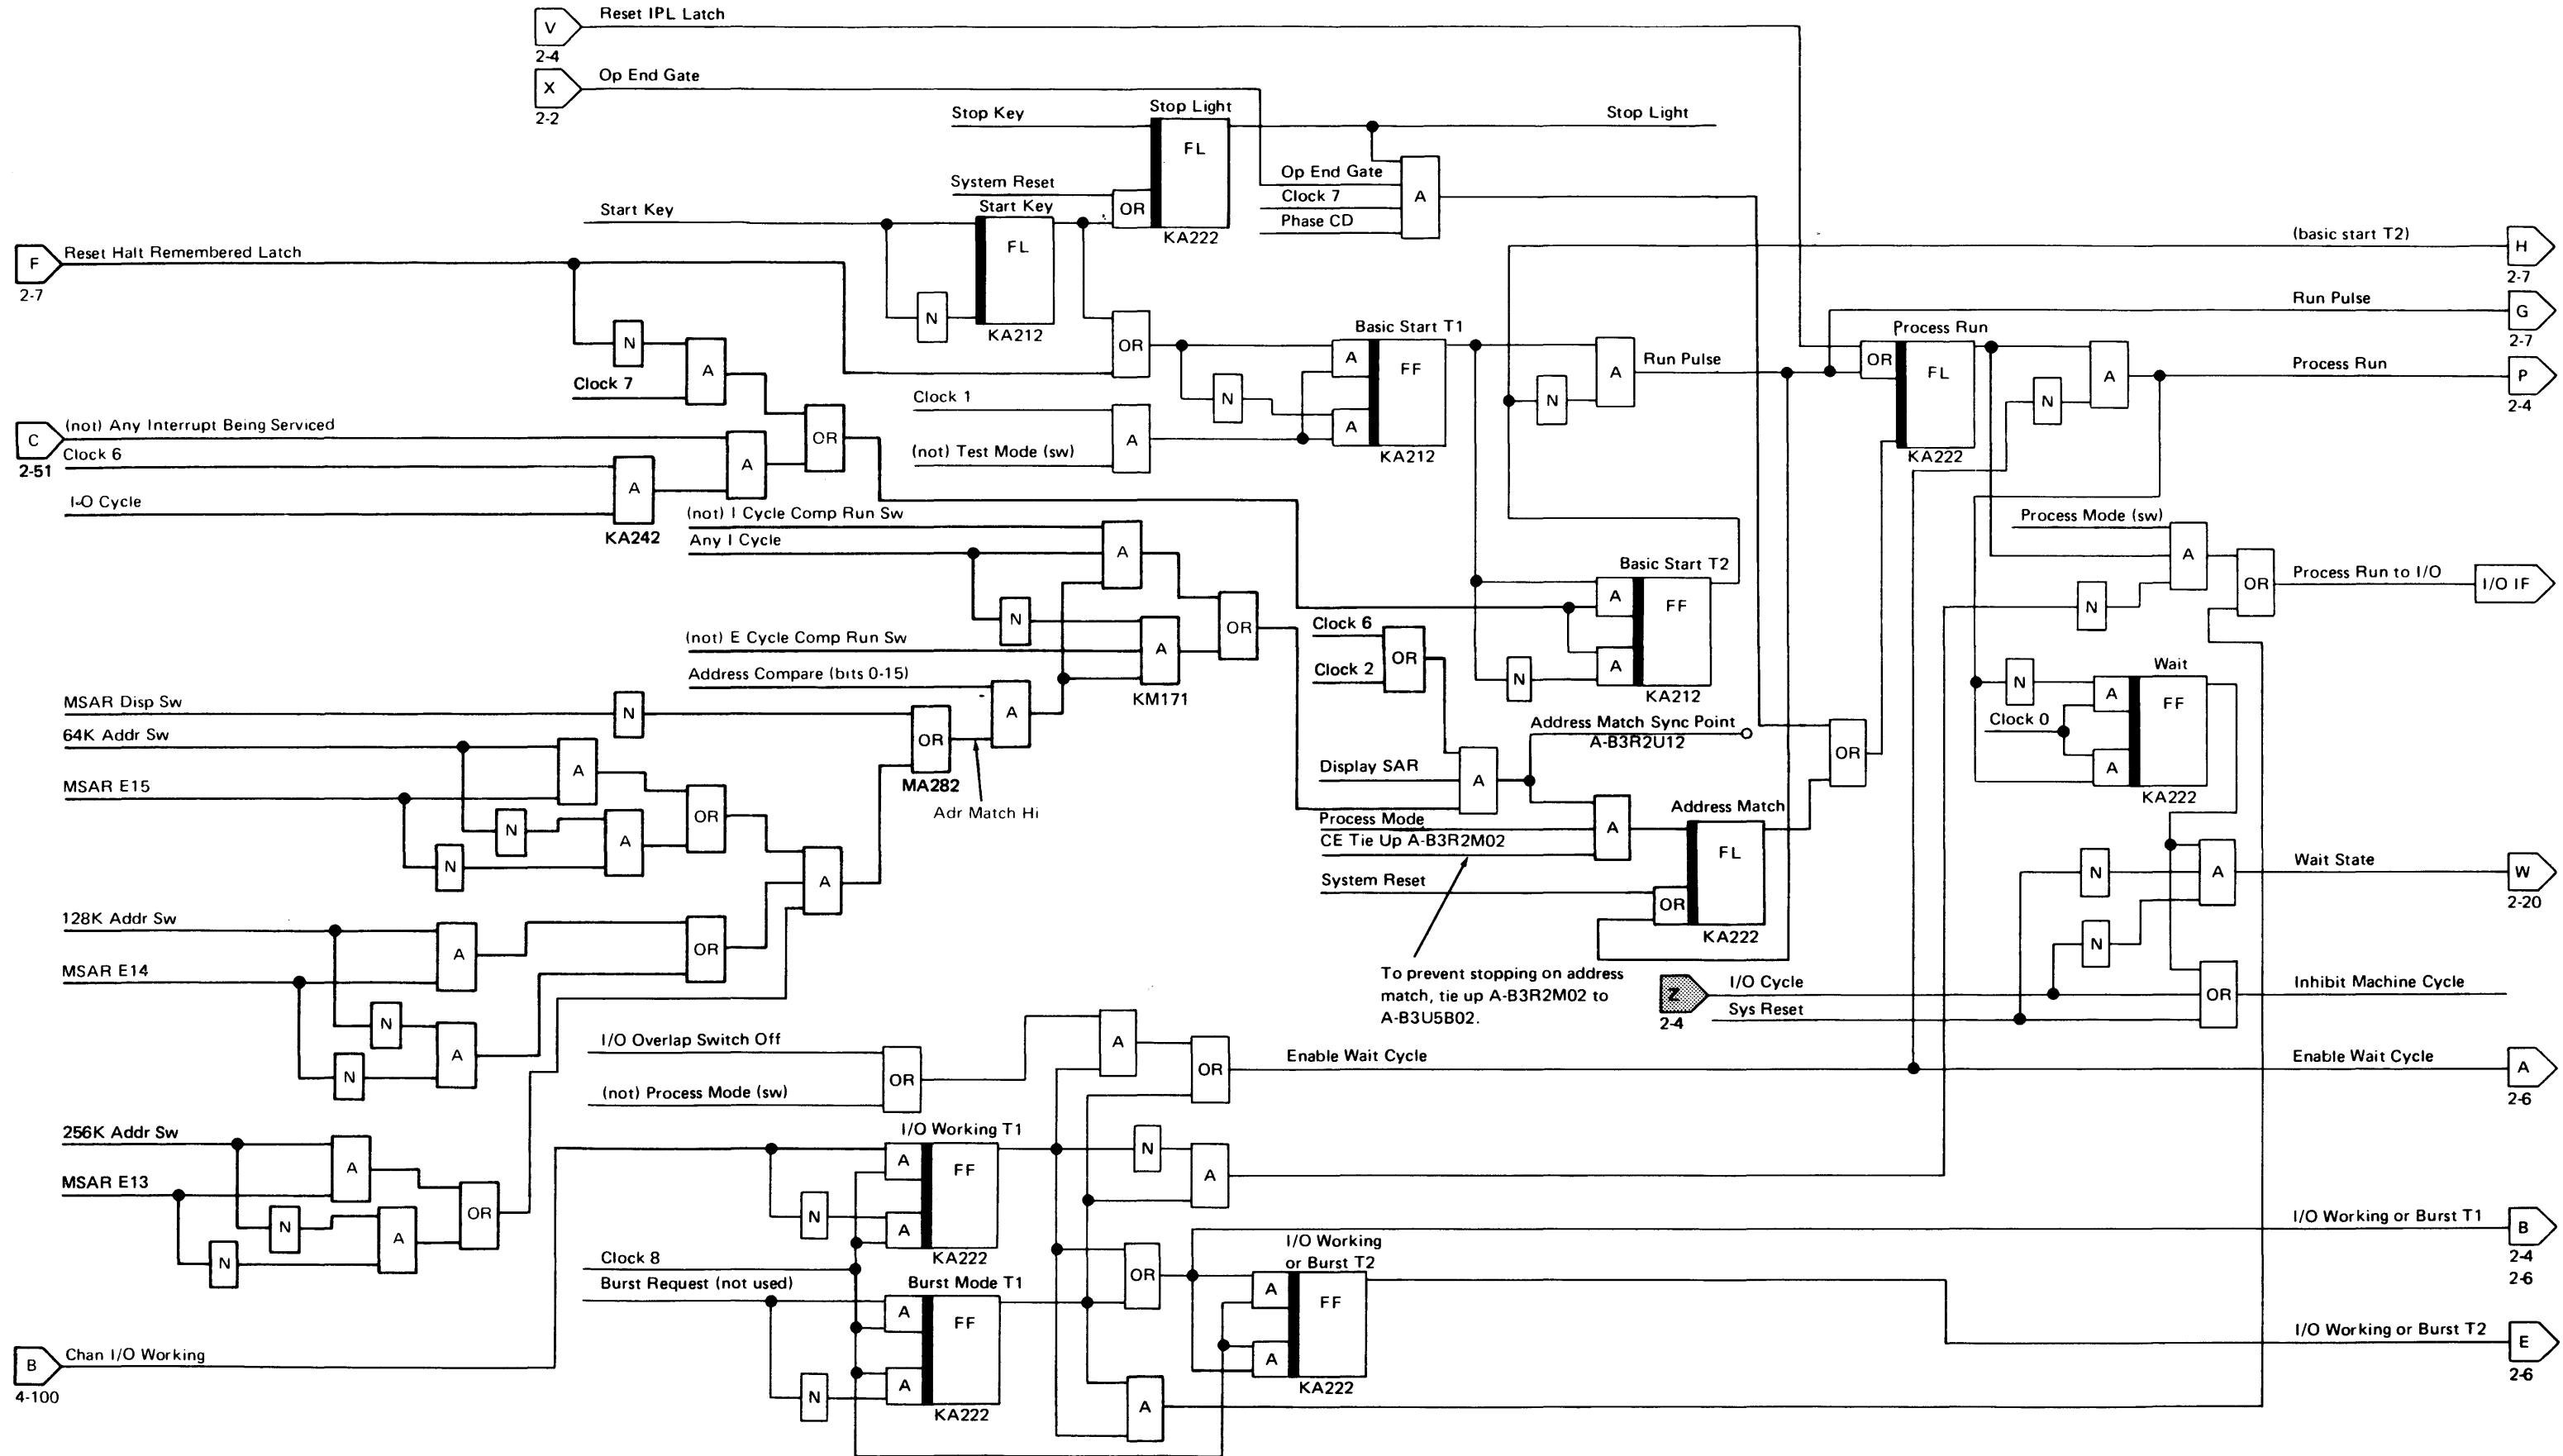 V
Reset IPL Latch
2-4
X
Op End Gate
2-2
Stop Key
Stop Light
FL
Stop Light
System Reset
OR
KA222
Op End Gate
Clock 7
Phase CD
A
Start Key
Start Key
FL
N
KA212
F
Reset Halt Remembered Latch
2-7
(basic start T2)
H
2-7
N
Clock 7
A
OR
Basic Start T1
A
FF
A
N
KA212
A
N
Run Pulse
Run Pulse
G
2-7
Process Run
OR
FL
KA222
A
N
Process Run
P
2-4
Clock 1
(not) Test Mode (sw)
A
C
(not) Any Interrupt Being Serviced
2-51
Clock 6
I-O Cycle
A
KA242
A
OR
(not) I Cycle Comp Run Sw
Any I Cycle
A
N
(not) E Cycle Comp Run Sw
A
KM171
OR
Address Compare (bits 0-15)
A
Basic Start T2
A
FF
A
N
KA212
Process Mode (sw)
A
N
OR
Process Run to I/O
I/O IF
Clock 6
Clock 2
OR
MSAR Disp Sw
N
64K Addr Sw
MSAR E15
A
N
A
N
OR
OR
MA282
Adr Match Hi
Address Match Sync Point
A-B3R2U12
Display SAR
A
Process Mode
CE Tie Up A-B3R2M02
A
Address Match
FL
System Reset
OR
KA222
OR
Wait
N
A
FF
Clock 0
A
KA222
A
128K Addr Sw
MSAR E14
A
N
A
N
OR
To prevent stopping on address
match, tie up A-B3R2M02 to
A-B3U5B02.
N
A
Wait State
W
2-20
N
Z
I/O Cycle
2-4
Sys Reset
OR
Inhibit Machine Cycle
I/O Overlap Switch Off
(not) Process Mode (sw)
OR
A
OR
Enable Wait Cycle
Enable Wait Cycle
A
2-6
256K Addr Sw
MSAR E13
A
N
A
N
OR
I/O Working T1
A
FF
N
A
KA222
N
A
Clock 8
Burst Request (not used)
Burst Mode T1
A
FF
N
A
KA222
OR
I/O Working
or Burst T2
A
FF
A
KA222
A
I/O Working or Burst T1
B
2-4
2-6
I/O Working or Burst T2
E
2-6
B
Chan I/O Working
4-100